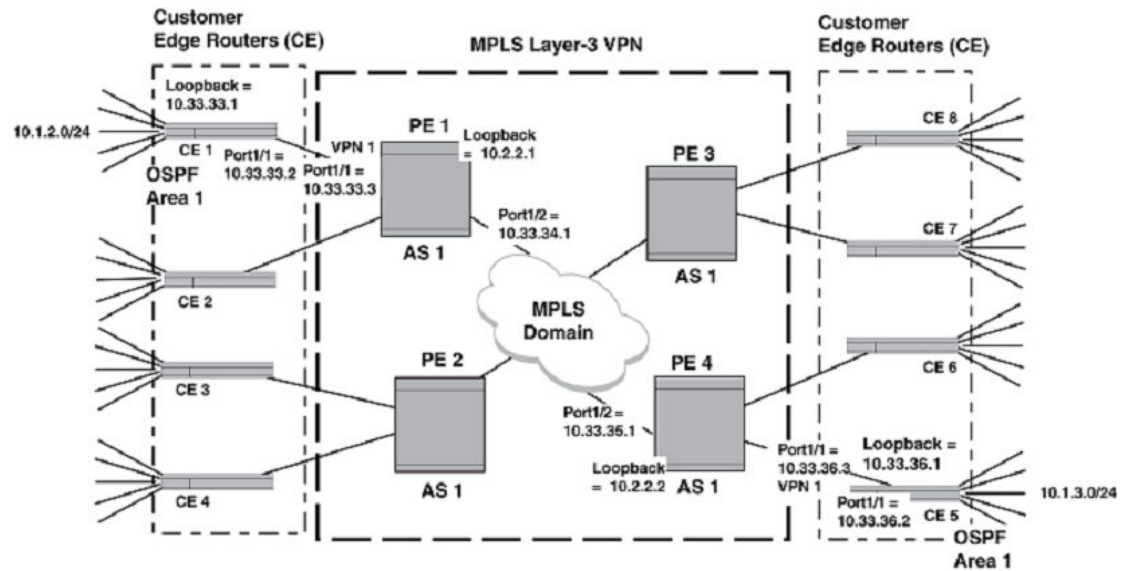 Customer
Edge Routers (CE)
MPLS Layer-3 VPN
Customer
Edge Routers (CE)
Loopback =
10.33.33.1
10.1.2.0/24
CE 1
Port1/1 =
10.33.33.2
OSPF
Area 1
VPN 1
Port1/1 =
10.33.33.3
PE 1
Loopback
= 10.2.2.1
AS 1
Port1/2 =
10.33.34.1
PE 3
AS 1
CE 8
CE 7
CE 2
MPLS
Domain
CE 3
CE 4
PE 2
AS 1
PE 4
Port1/2 =
10.33.35.1
Loopback
= 10.2.2.2
AS 1
CE 6
Port1/1 =
10.33.36.3
VPN 1
Loopback =
10.33.36.1
Port1/1 =
10.33.36.2
CE 5
10.1.3.0/24
OSPF
Area 1